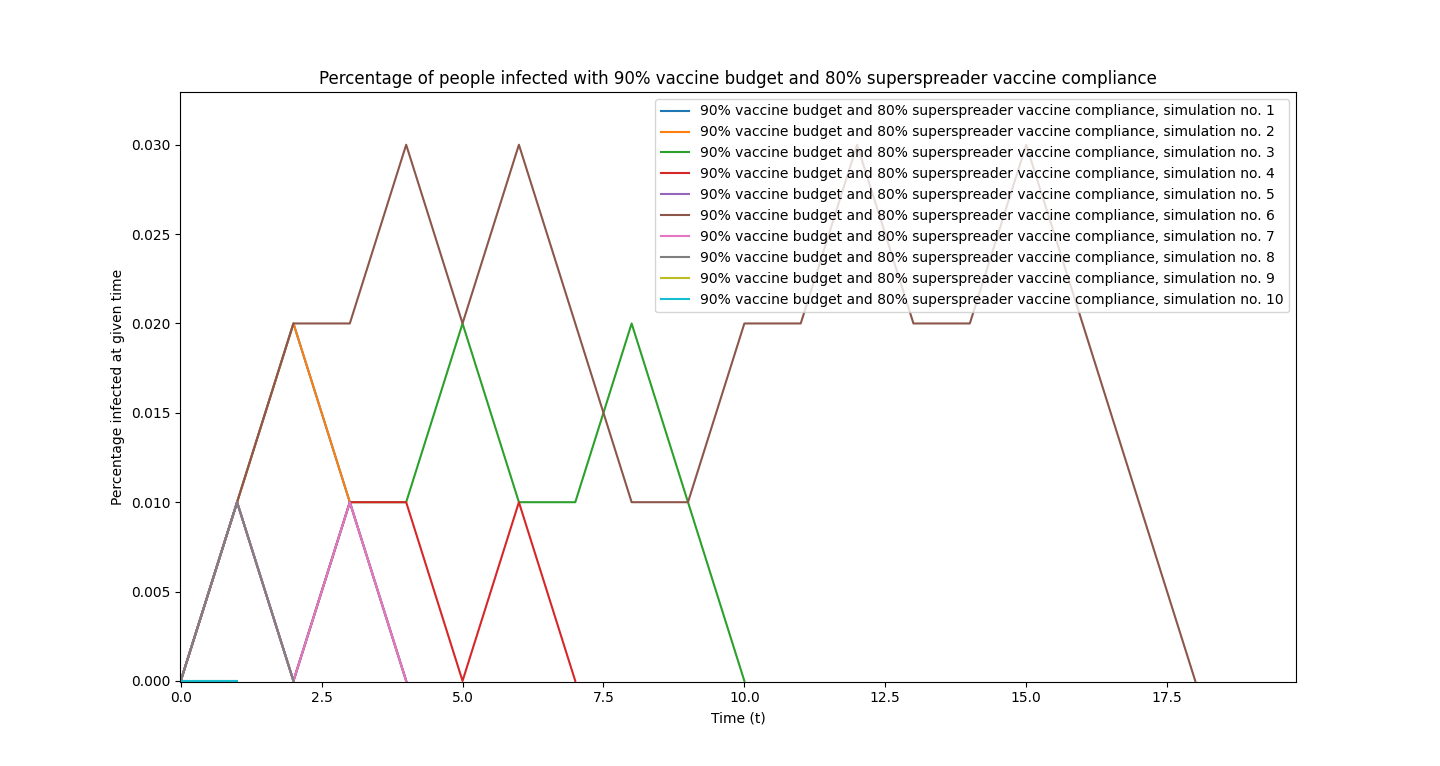 Percentage of people infected with 90% vaccine budget and 80% superspreader vaccine compliance
90% vaccine budget and 80% superspreader vaccine compliance, simulation no. 1
90% vaccine budget and 80% superspreader vaccine compliance, simulation no. 2
90% vaccine budget and 80% superspreader vaccine compliance, simulation no. 3
90% vaccine budget and 80% superspreader vaccine compliance, simulation no. 4
90% vaccine budget and 80% superspreader vaccine compliance, simulation no. 5
90% vaccine budget and 80% superspreader vaccine compliance, simulation no. 6
90% vaccine budget and 80% superspreader vaccine compliance, simulation no. 7
90% vaccine budget and 80% superspreader vaccine compliance, simulation no. 8
90% vaccine budget and 80% superspreader vaccine compliance, simulation no. 9
90% vaccine budget and 80% superspreader vaccine compliance, simulation no. 10
Percentage infected at given time
0.030
0.025
0.020
0.015
0.010
0.005
0.000
0.0 2.5 5.0 7.5 10.0 12.5 15.0 17.5
Time (t)